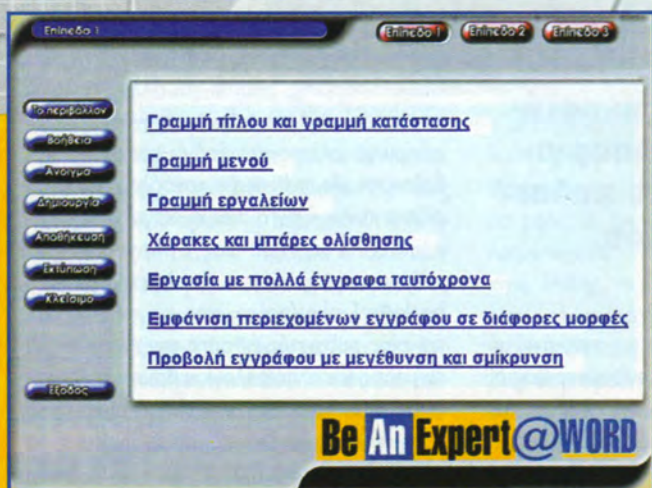 Επίπεδο 1
Επίπεδο 1 Επίπεδο 2 Επίπεδο 3
Το περιβάλλον
Βοήθεια
Άνοιγμα
Δημιουργία
Αποθήκευση
Εκτύπωση
Κλείσιμο
Έξοδος
Γραμμή τίτλου και γραμμή κατάστασης
Γραμμή μενού
Γραμμή εργαλείων
Χάρακες και μπάρες ολίσθησης
Εργασία με πολλά έγγραφα ταυτόχρονα
Εμφάνιση περιεχομένων εγγράφου σε διάφορες μορφές
Προβολή εγγράφου με μεγέθυνση και σμίκρυνση
Be An Expert@WORD